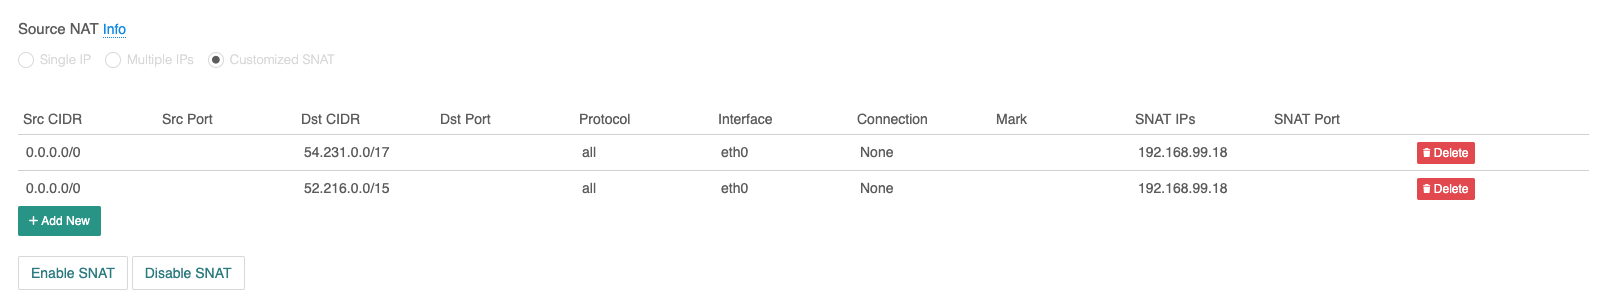 Source NAT Info
Single IP Multiple IPs Customized SNAT
Src CIDR Src Port Dst CIDR Dst Port Protocol Interface Connection Mark SNAT IPs SNAT Port
0.0.0.0/0 54.231.0.0/17 all eth0 None 192.168.99.18 Delete
0.0.0.0/0 52.216.0.0/15 all eth0 None 192.168.99.18 Delete
+ Add New
Enable SNAT Disable SNAT